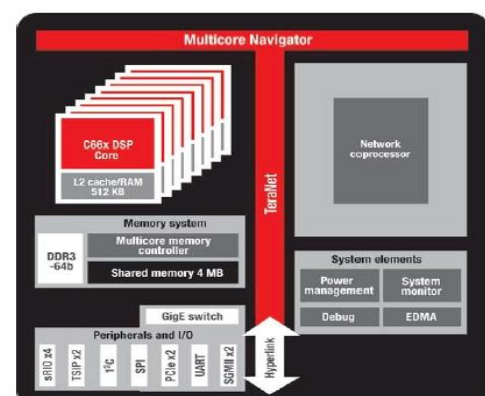 Multicore Navigator
C66x DSP
Core
L2 cache/RAM
512 KB
TeraNet
Network
coprocessor
Memory system
DDR3
-64b
Multicore memory
controller
Shared memory 4 MB
System elements
Power
management
System
monitor
Debug
EDMA
GigE switch
Peripherals and I/O
sRIO x4
TSIP x2
I²C
SPI
PCIe x2
UART
SGMII x2
Hyperlink